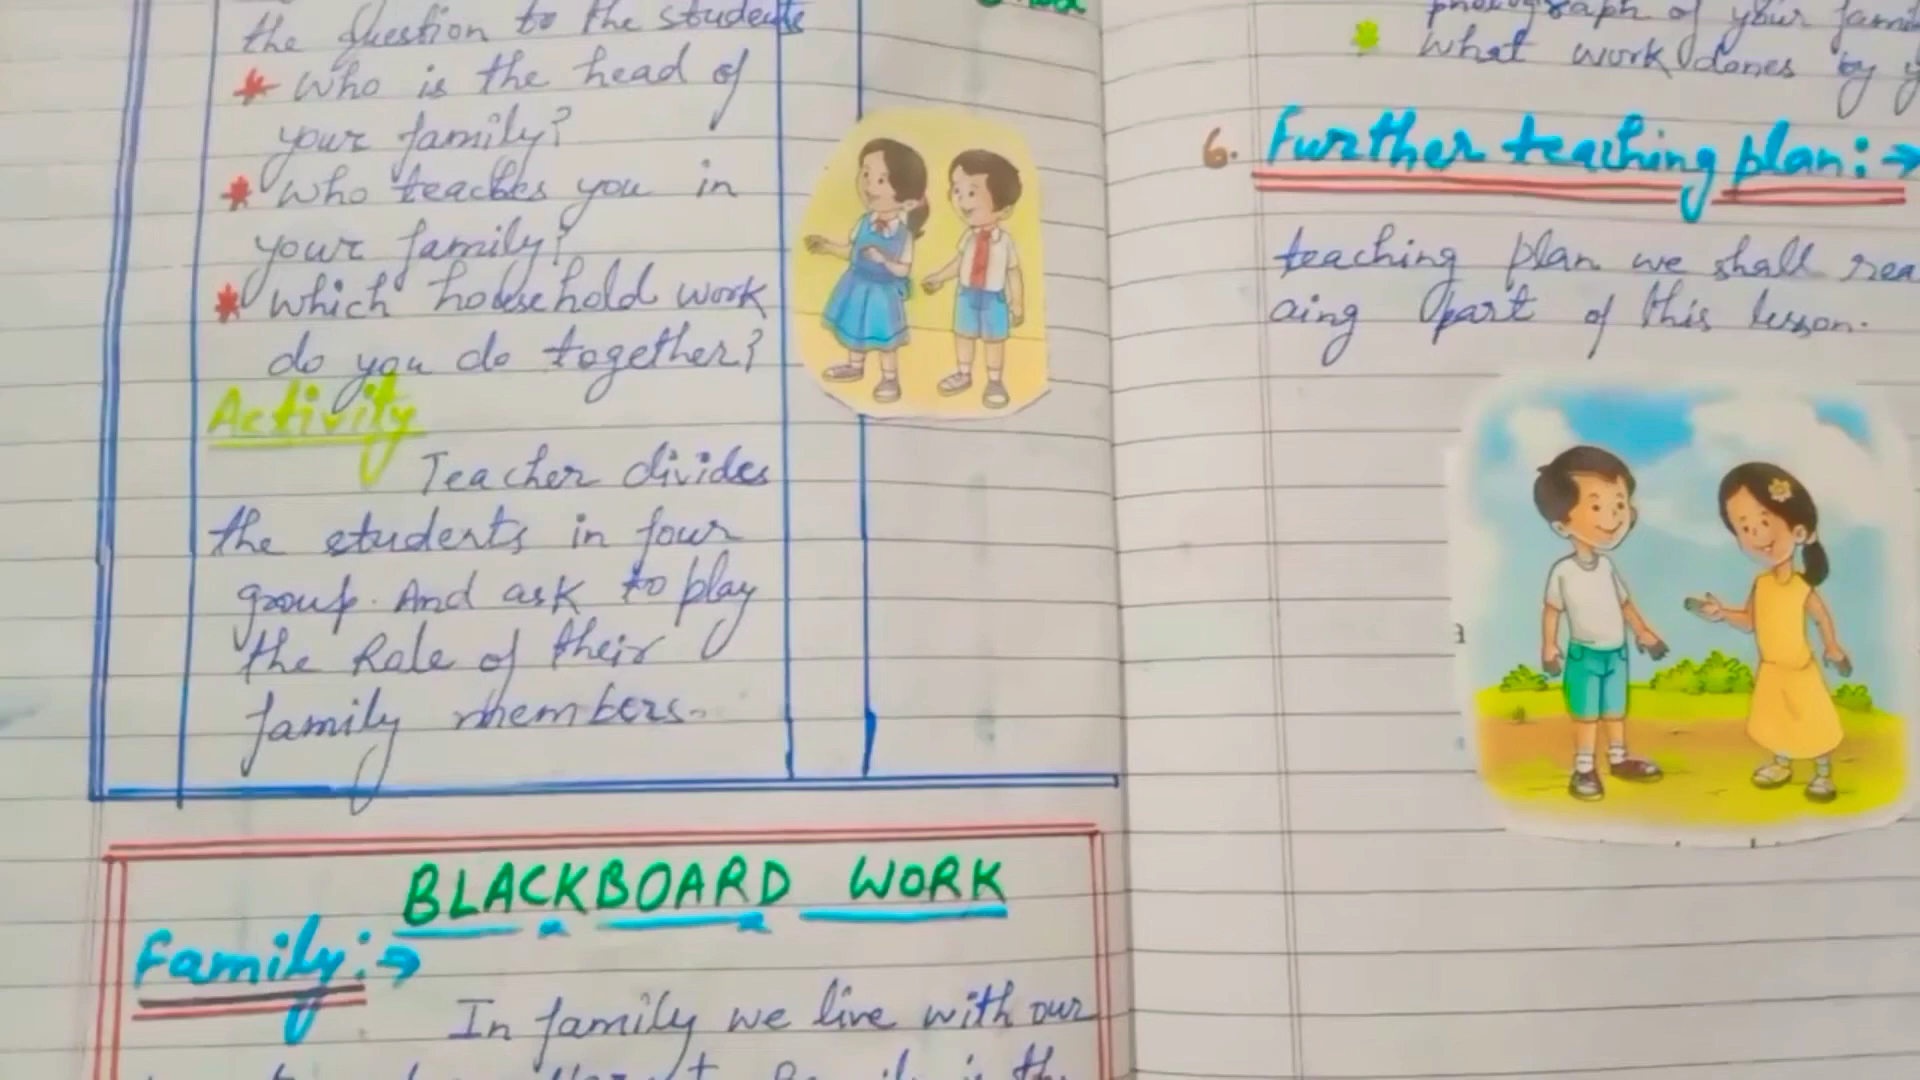 the Question to the students
* Who is the head of
your family?
* Who teaches you in
your family?
* Which household work
do you do together?
Activity
Teacher divides
the students in four
group. And ask to play
the Role of their
family members.
BLACKBOARD WORK
Family:→
In family we live with our
photograph of your
* What work dones by
6. Further teaching plan:→
teaching plan we shall
aing part of this lesson.